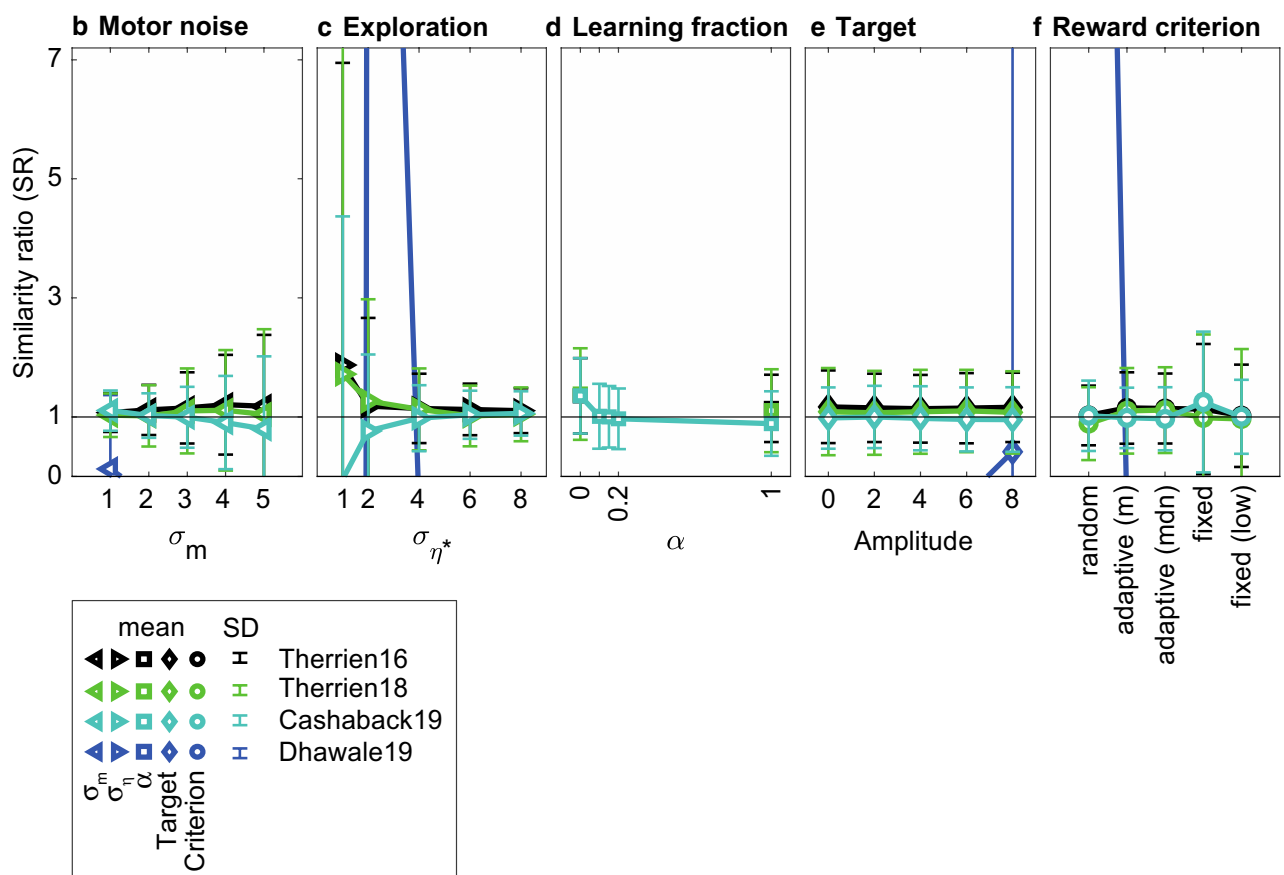 b Motor noise
c Exploration
d Learning fraction
e Target
f Reward criterion
Similarity ratio (SR)
7
5
3
1
0
1 2 3 4 5
σm
1 2 4 6 8
ση*
0
0.2
1
α
0 2 4 6 8
Amplitude
random
adaptive (m)
adaptive (mdn)
fixed
fixed (low)
mean SD
Therrien16
Therrien18
Cashaback19
Dhawale19
σm
ση
α
Target
Criterion